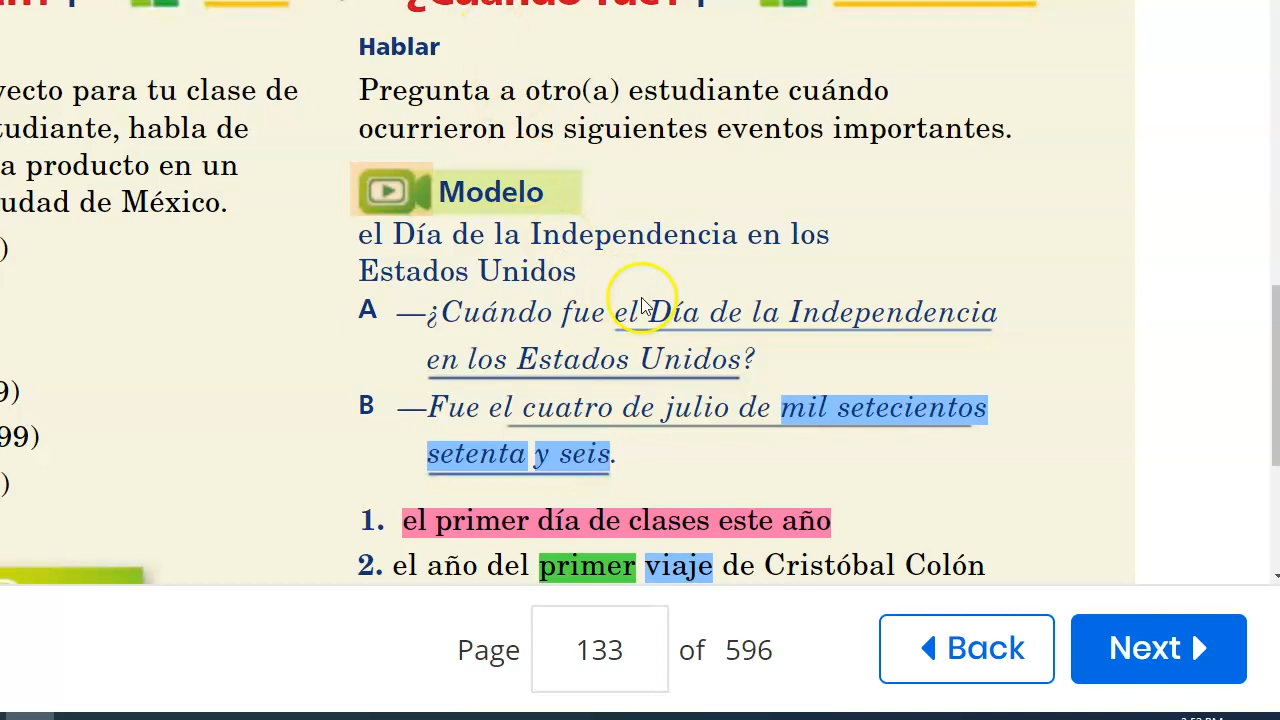 ¿Cuándo fue?
Hablar
yecto para tu clase de
tudiante, habla de
a producto en un
udad de México.
)
9)
99)
)
Pregunta a otro(a) estudiante cuándo
ocurrieron los siguientes eventos importantes.
Modelo
el Día de la Independencia en los
Estados Unidos
A —¿Cuándo fue el Día de la Independencia
en los Estados Unidos?
B —Fue el cuatro de julio de mil setecientos
setenta y seis.
1. el primer día de clases este año
2. el año del primer viaje de Cristóbal Colón
Page 133 of 596
Back
Next